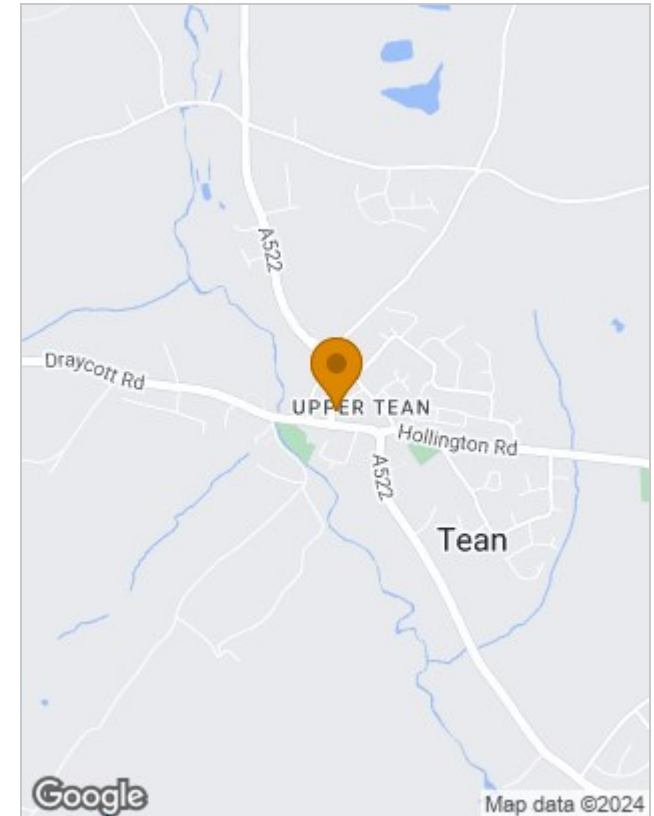 A522
Draycott Rd
UPPER TEAN
Hollington Rd
A522
Tean
Google
Map data ©2024